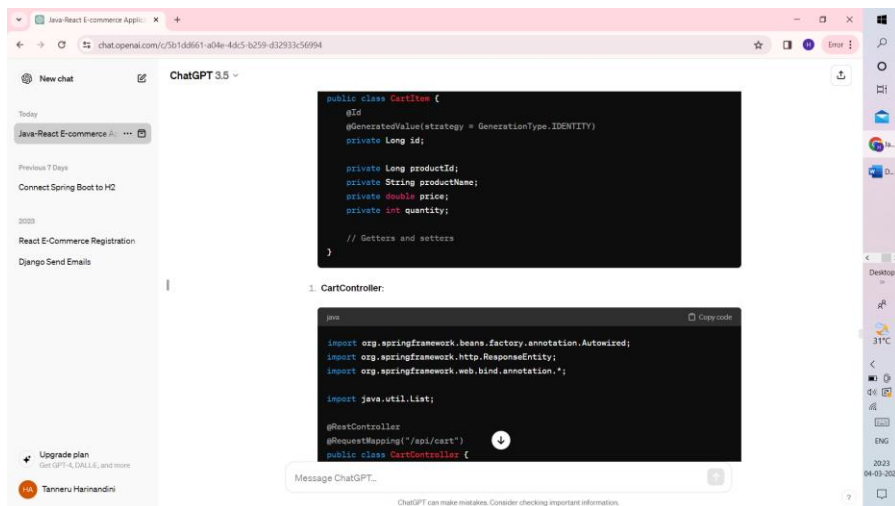 Java-React E-commerce Applic
chat.openai.com/c/5b1dd661-a04e-4dc5-b259-d32933c56994
H
Error
New chat
Today
Java-React E-commerce A
Previous 7 Days
Connect Spring Boot to H2
2023
React E-Commerce Registration
Django Send Emails
Upgrade plan
Get GPT-4, DALL·E, and more
HA
Tanneru Harinandini
ChatGPT 3.5
public class CartItem {
@Id
@GeneratedValue(strategy = GenerationType.IDENTITY)
private Long id;
private Long productId;
private String productName;
private double price;
private int quantity;
// Getters and setters
}
1. CartController:
java
Copy code
import org.springframework.beans.factory.annotation.Autowired;
import org.springframework.http.ResponseEntity;
import org.springframework.web.bind.annotation.*;
import java.util.List;
@RestController
@RequestMapping("/api/cart")
public class CartController {
Message ChatGPT...
ChatGPT can make mistakes. Consider checking important information.
?
Ja..
D..
Desktop
31°C
ENG
20:23
04-03-202